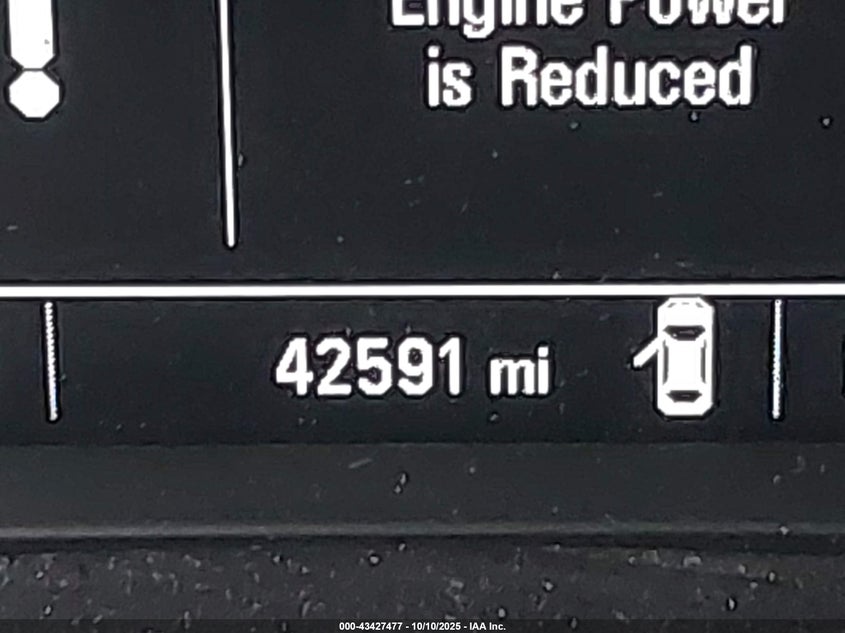 Engine Power
is Reduced
42591 mi
000-43427477 - 10/10/2025 - IAA Inc.